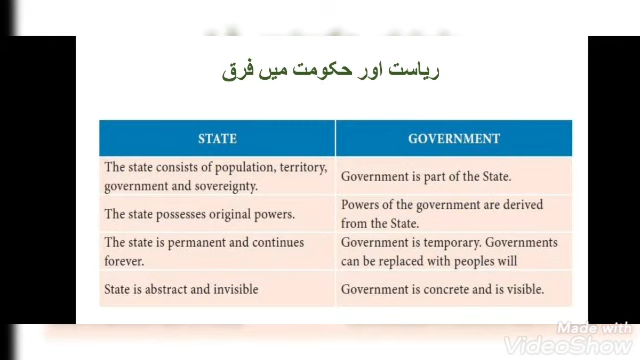 ریاست اور حکومت میں فرق
STATE
GOVERNMENT
The state consists of population, territory,
government and sovereignty.
Government is part of the State.
The state possesses original powers.
Powers of the government are derived
from the State.
The state is permanent and continues
forever.
Government is temporary. Governments
can be replaced with peoples will
State is abstract and invisible
Government is concrete and is visible.
Made with
VideoShow